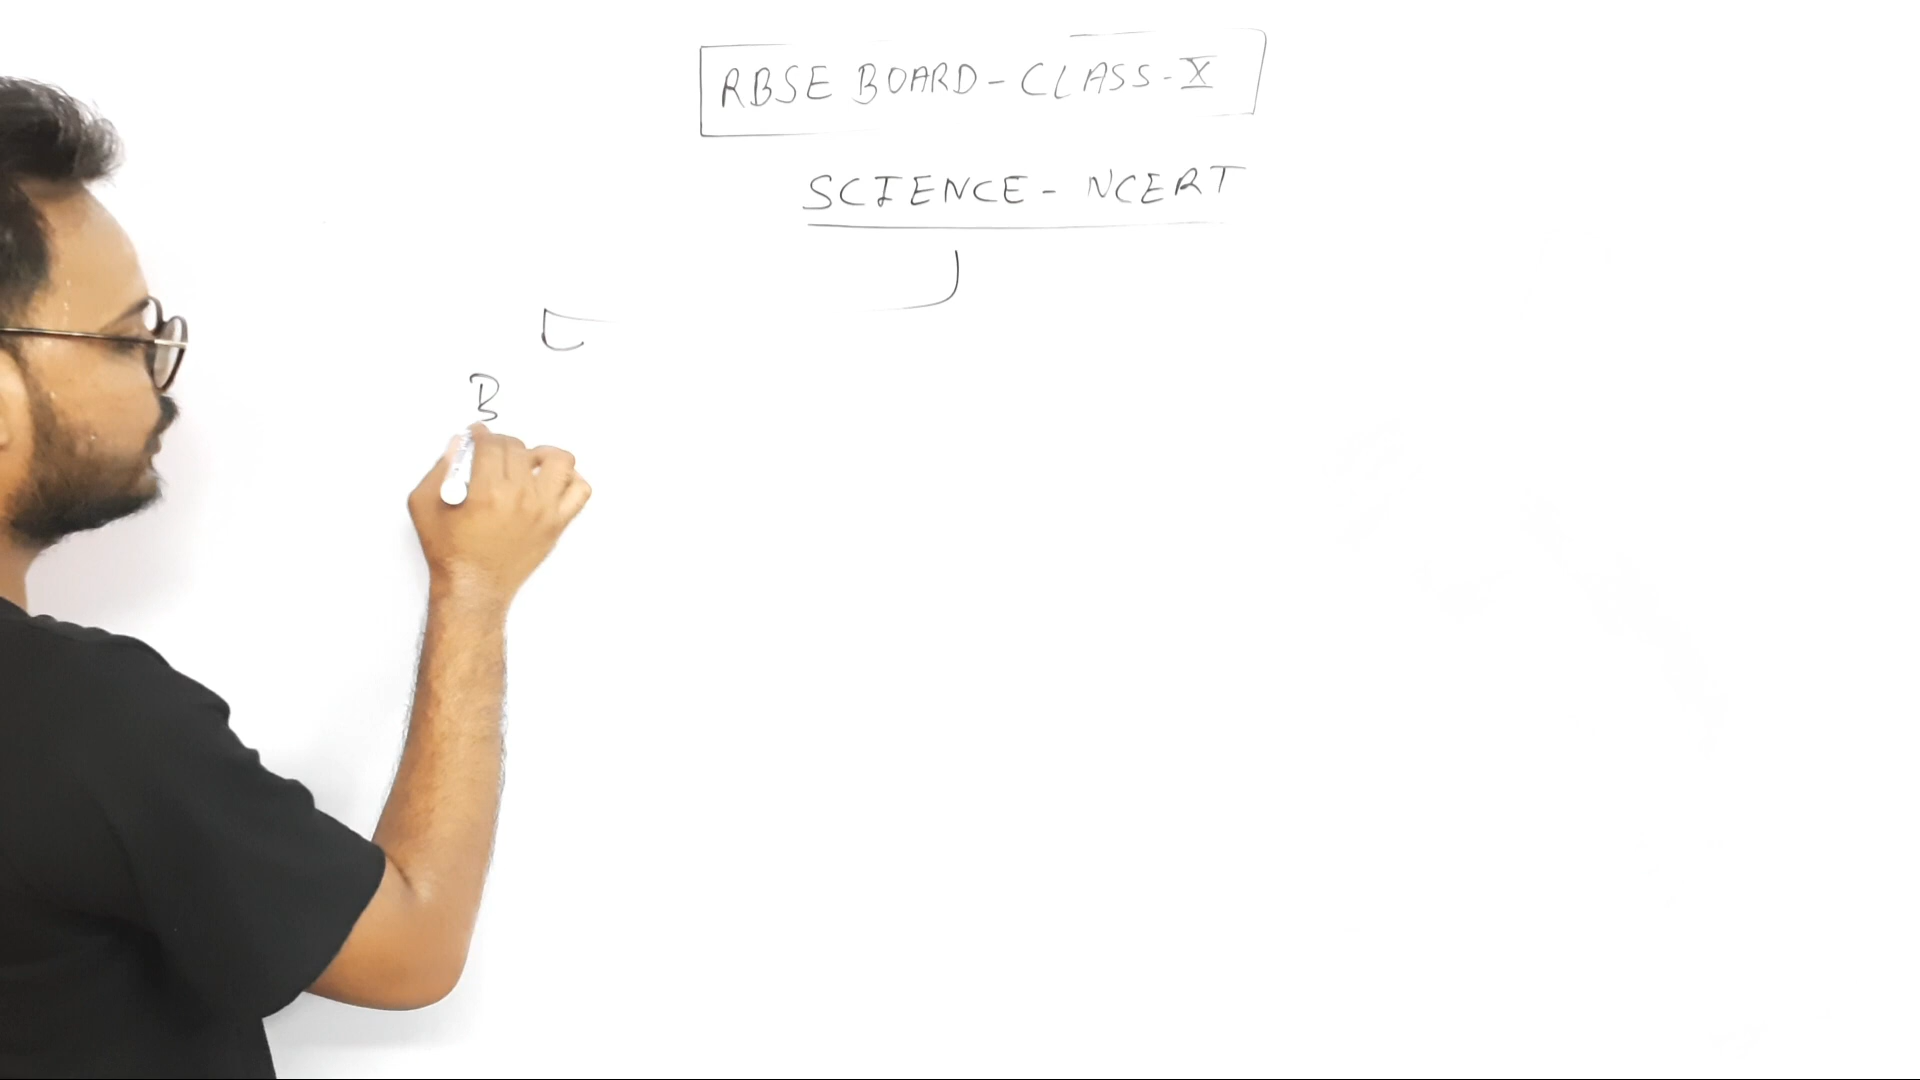 RBSE BOARD - CLASS - X
SCIENCE - NCERT
B